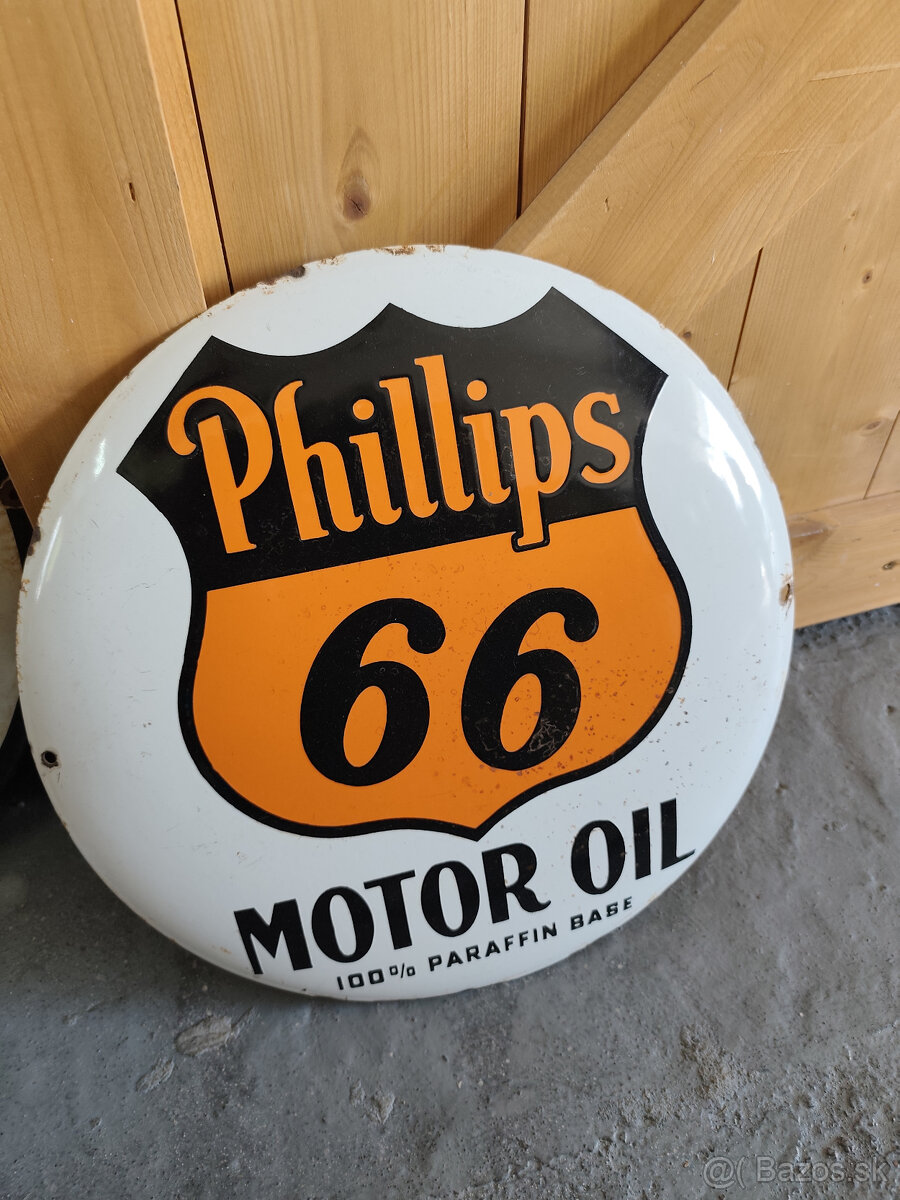 Phillips
66
MOTOR OIL
100% PARAFFIN BASE
@( Bazos.sk